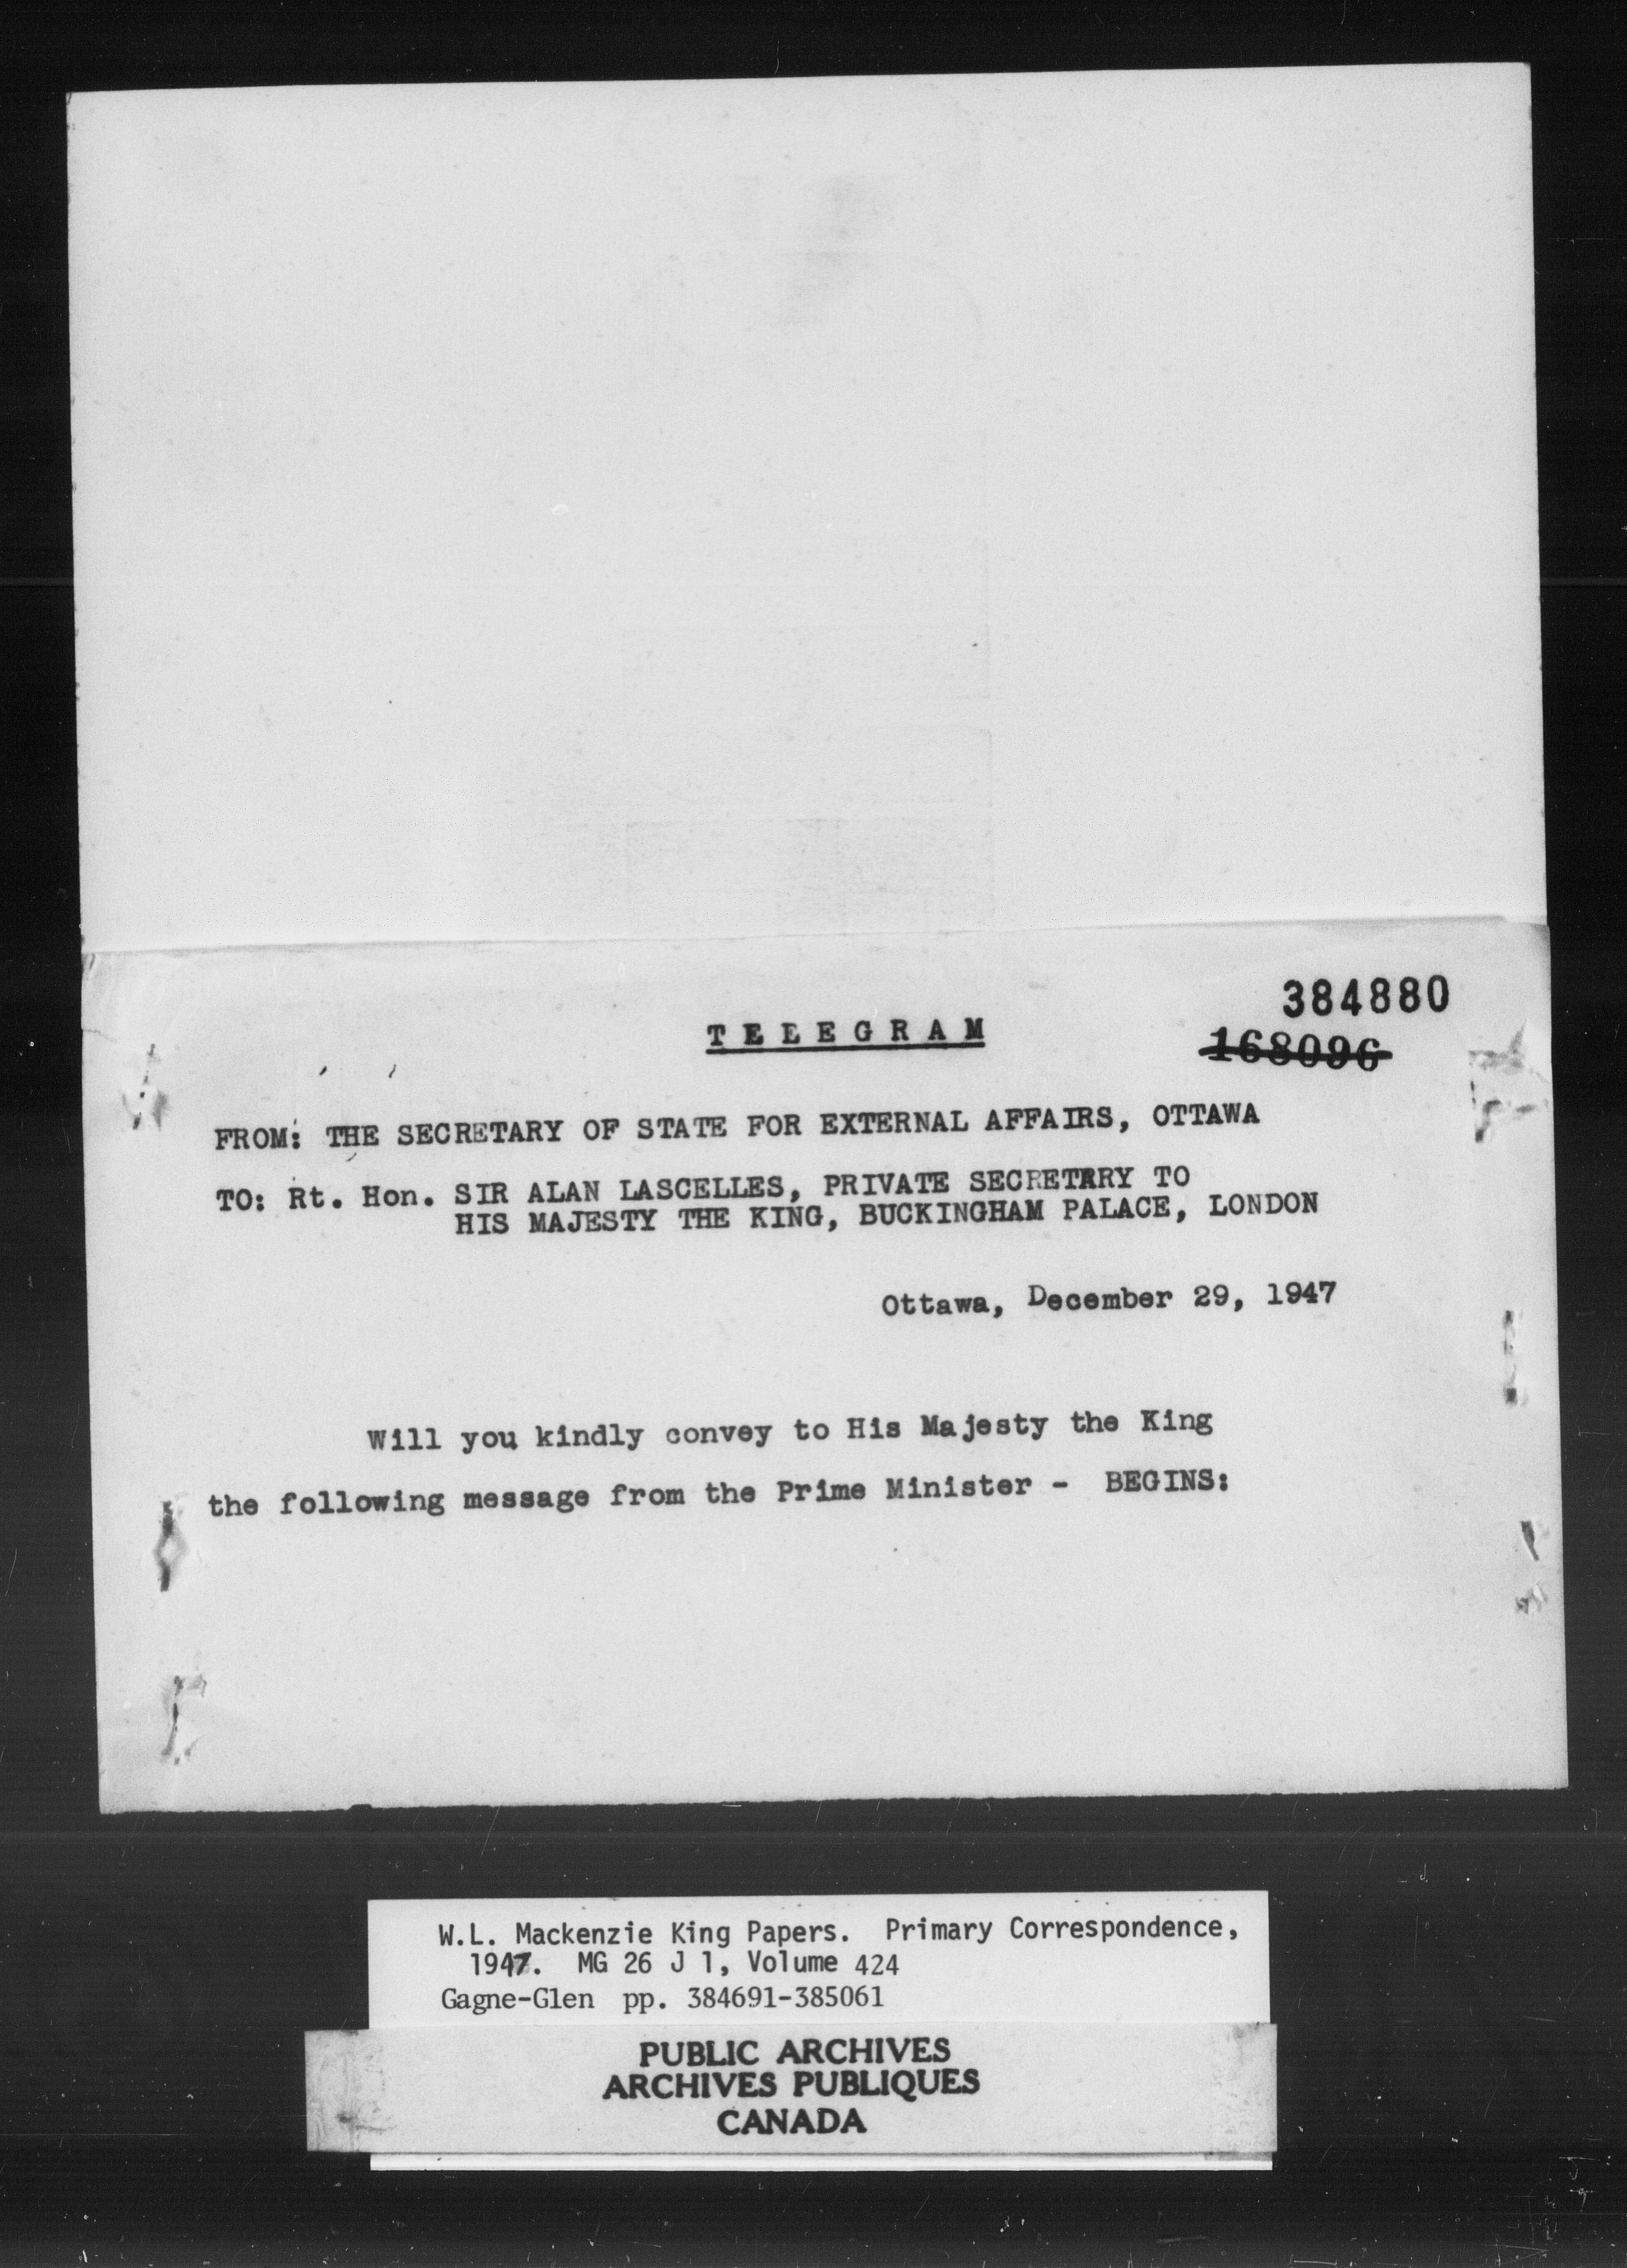 384880
T E L E G R A M
168096
FROM: THE SECRETARY OF STATE FOR EXTERNAL AFFAIRS, OTTAWA
TO: Rt. Hon. SIR ALAN LASCELLES, PRIVATE SECRETARY TO
HIS MAJESTY THE KING, BUCKINGHAM PALACE, LONDON
Ottawa, December 29, 1947
Will you kindly convey to His Majesty the King
the following message from the Prime Minister - BEGINS:
W.L. Mackenzie King Papers. Primary Correspondence,
1947. MG 26 J 1, Volume 424
Gagne-Glen pp. 384691-385061
PUBLIC ARCHIVES
ARCHIVES PUBLIQUES
CANADA